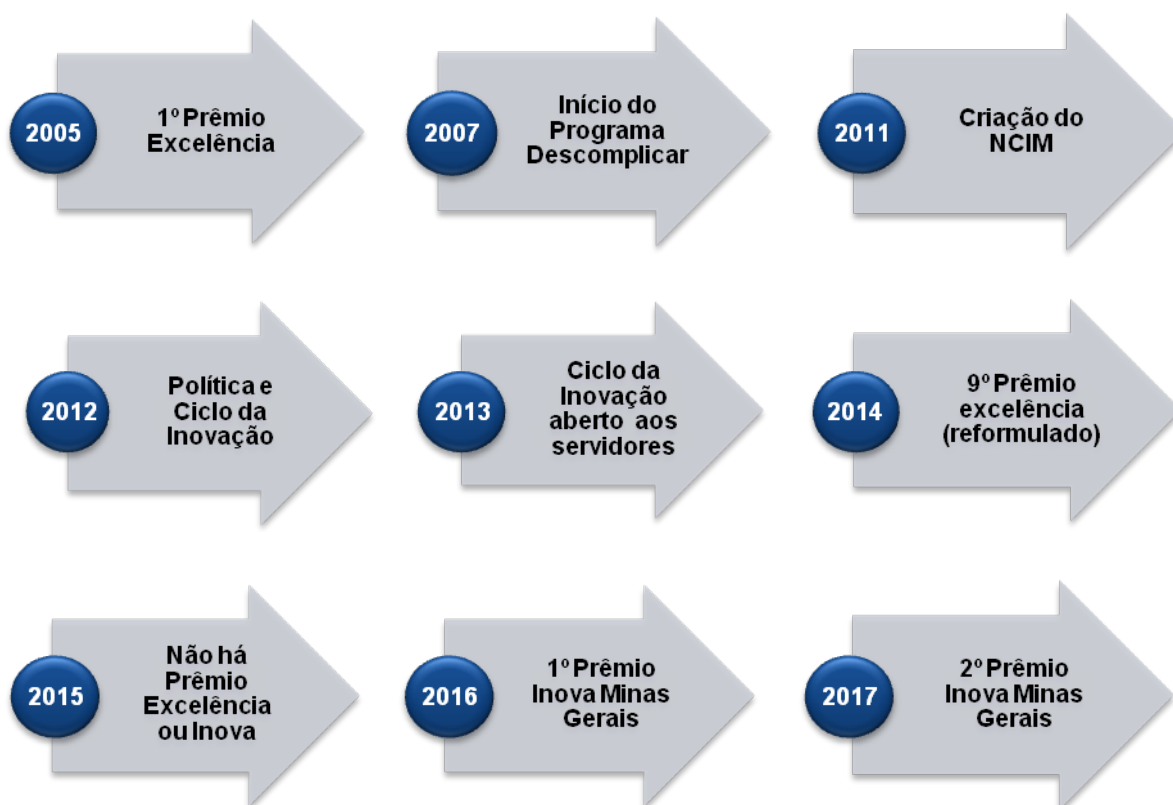 2005
1º Prêmio
Excelência
2007
Início do
Programa
Descomplicar
2011
Criação do
NCIM
2012
Política e
Ciclo da
Inovação
2013
Ciclo da
Inovação
aberto aos
servidores
2014
9º Prêmio
excelência
(reformulado)
2015
Não há
Prêmio
Excelência
ou Inova
2016
1º Prêmio
Inova Minas
Gerais
2017
2º Prêmio
Inova Minas
Gerais